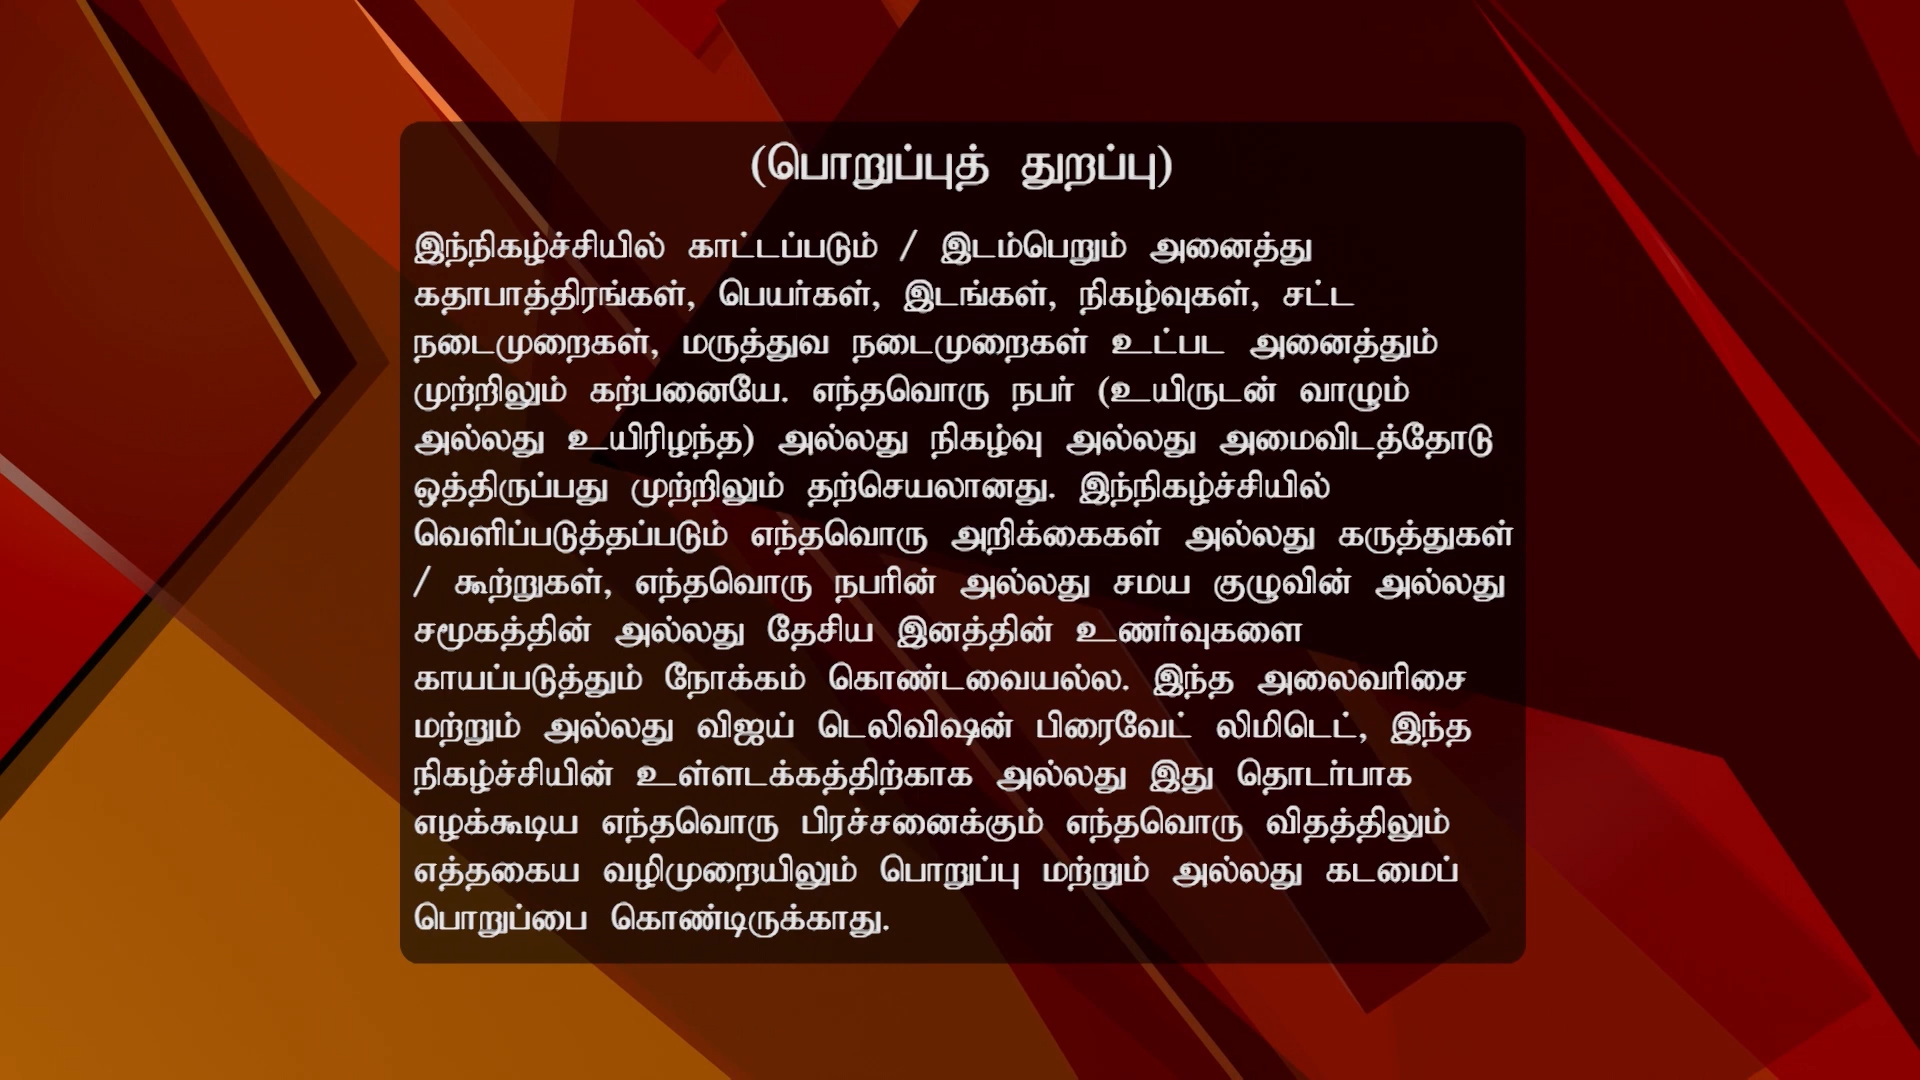 (பொறுப்புத் துறப்பு)
இந்நிகழ்ச்சியில் காட்டப்படும் / இடம்பெறும் அனைத்து
கதாபாத்திரங்கள், பெயர்கள், இடங்கள், நிகழ்வுகள், சட்ட
நடைமுறைகள், மருத்துவ நடைமுறைகள் உட்பட அனைத்தும்
முற்றிலும் கற்பனையே. எந்தவொரு நபர் (உயிருடன் வாழும்
அல்லது உயிரிழந்த) அல்லது நிகழ்வு அல்லது அமைவிடத்தோடு
ஒத்திருப்பது முற்றிலும் தற்செயலானது. இந்நிகழ்ச்சியில்
வெளிப்படுத்தப்படும் எந்தவொரு அறிக்கைகள் அல்லது கருத்துகள்
/ கூற்றுகள், எந்தவொரு நபரின் அல்லது சமய குழுவின் அல்லது
சமூகத்தின் அல்லது தேசிய இனத்தின் உணர்வுகளை
காயப்படுத்தும் நோக்கம் கொண்டவையல்ல. இந்த அலைவரிசை
மற்றும் அல்லது விஜய் டெலிவிஷன் பிரைவேட் லிமிடெட், இந்த
நிகழ்ச்சியின் உள்ளடக்கத்திற்காக அல்லது இது தொடர்பாக
எழக்கூடிய எந்தவொரு பிரச்சனைக்கும் எந்தவொரு விதத்திலும்
எத்தகைய வழிமுறையிலும் பொறுப்பு மற்றும் அல்லது கடமைப்
பொறுப்பை கொண்டிருக்காது.